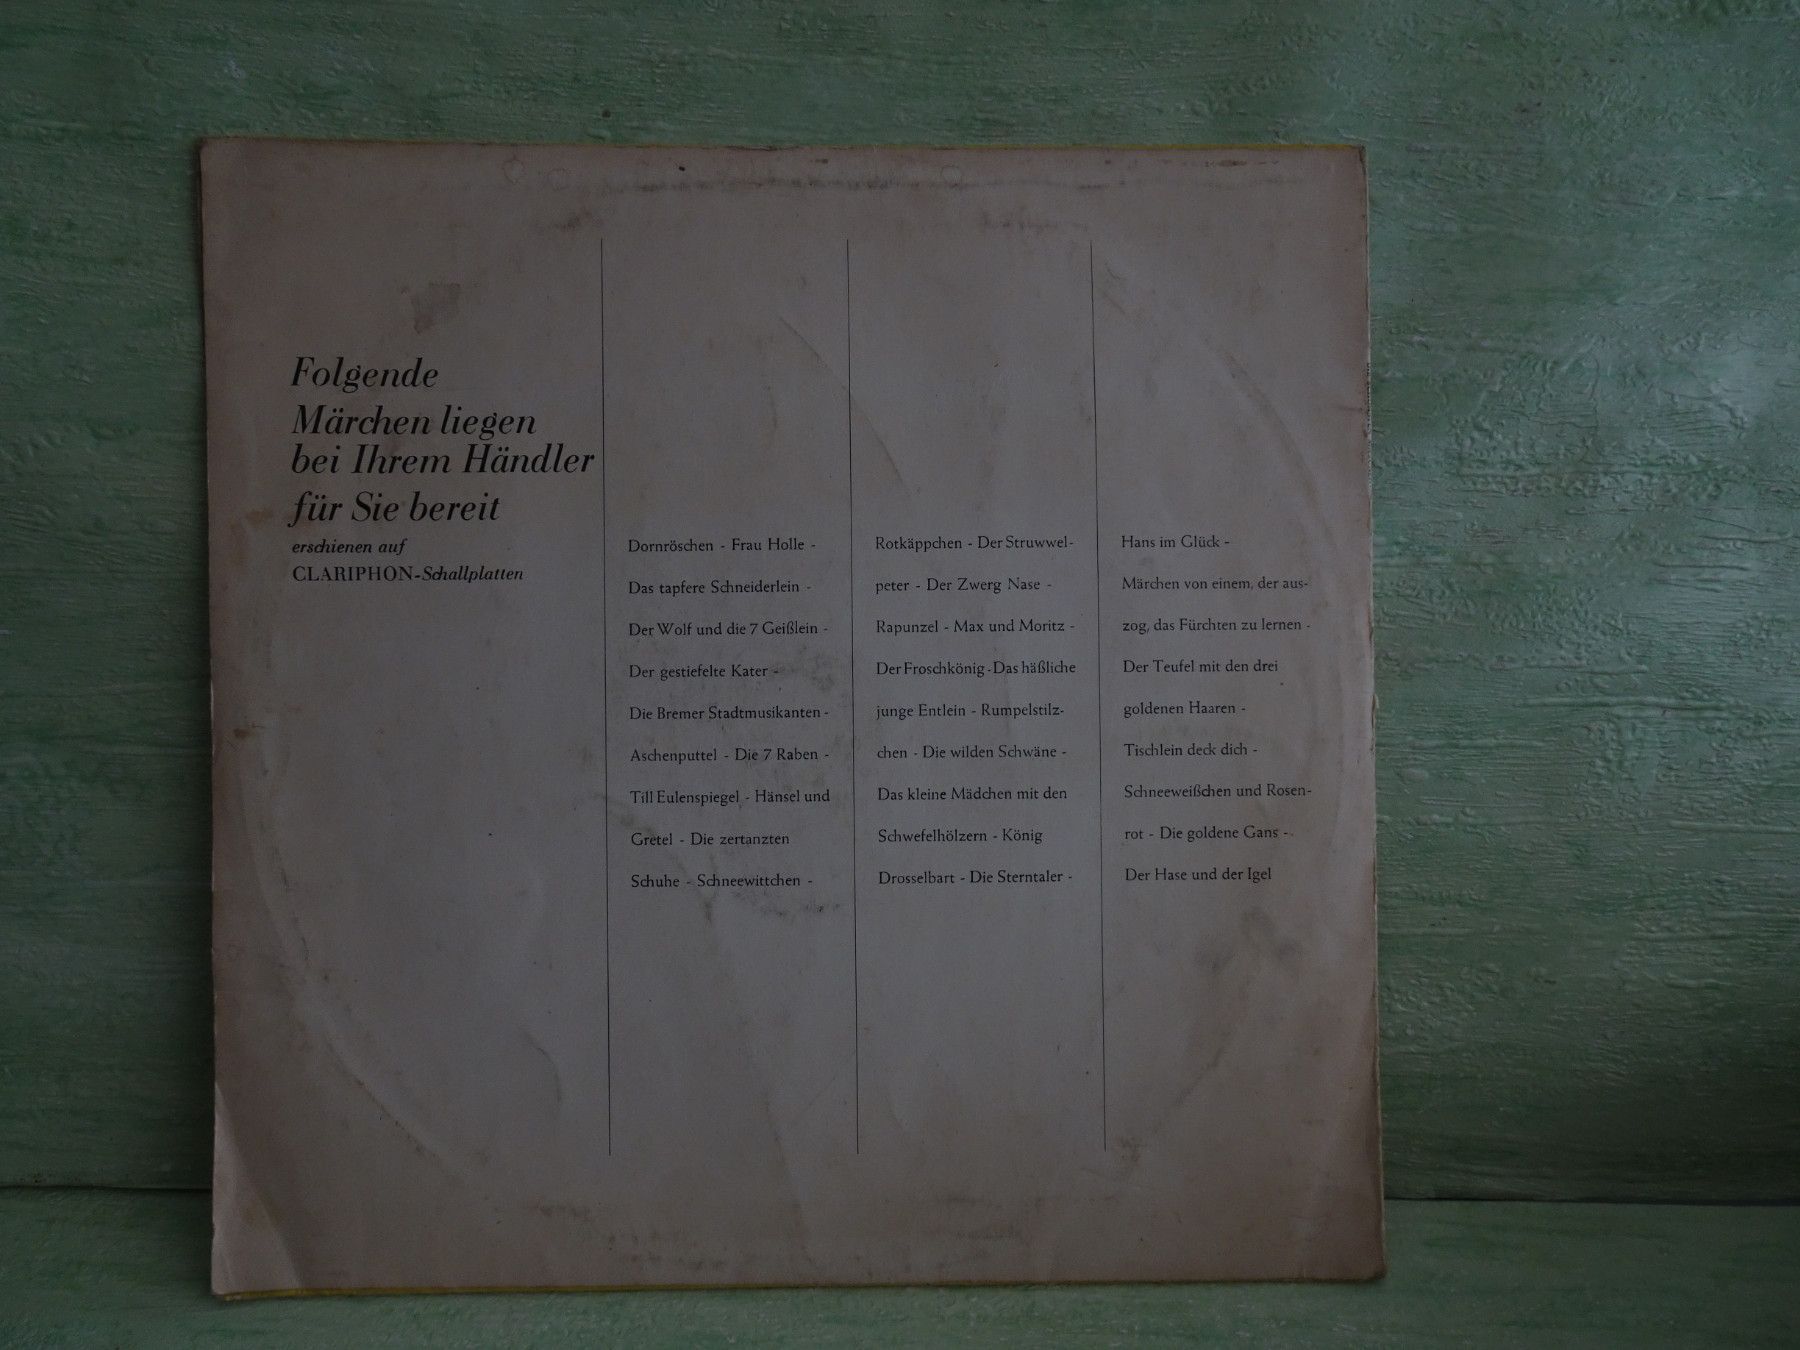 Folgende
Märchen liegen
bei Ihrem Händler
für Sie bereit
erschienen auf
CLARIPHON-Schallplatten
Dornröschen - Frau Holle -
Das tapfere Schneiderlein -
Der Wolf und die 7 Geißlein -
Der gestiefelte Kater -
Die Bremer Stadtmusikanten -
Aschenputtel - Die 7 Raben -
Till Eulenspiegel - Hänsel und
Gretel - Die zertanzten
Schuhe - Schneewittchen -
Rotkäppchen - Der Struwwel-
peter - Der Zwerg Nase -
Rapunzel - Max und Moritz -
Der Froschkönig - Das häßliche
junge Entlein - Rumpelstilz-
chen - Die wilden Schwäne -
Das kleine Mädchen mit den
Schwefelhölzern - König
Drosselbart - Die Sterntaler -
Hans im Glück -
Märchen von einem, der aus-
zog, das Fürchten zu lernen -
Der Teufel mit den drei
goldenen Haaren -
Tischlein deck dich -
Schneeweißchen und Rosen-
rot - Die goldene Gans -
Der Hase und der Igel